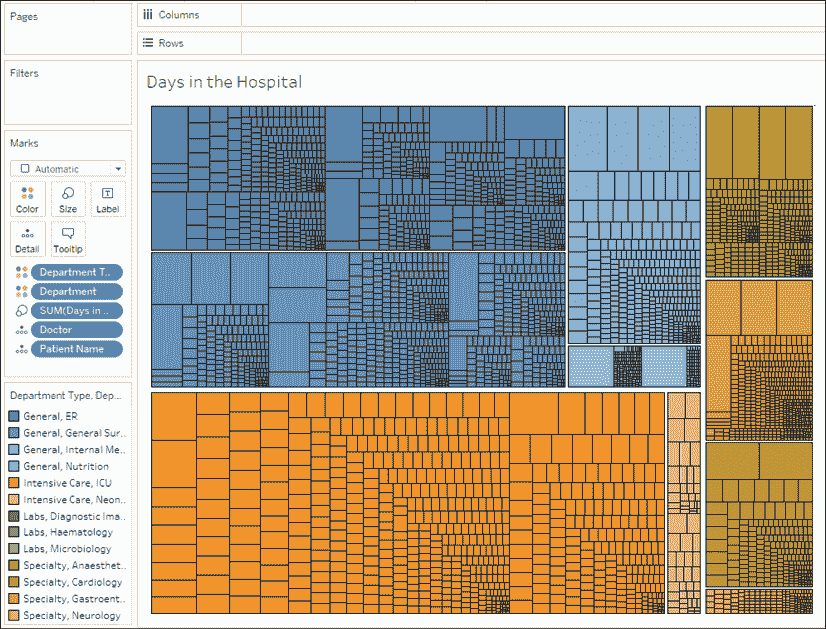 Pages
Columns
Rows
Filters
Days in the Hospital
Marks
Automatic
Color
Size
Label
Detail
Tooltip
Department T..
Department
SUM(Days in ..
Doctor
Patient Name
Department Type, Dep...
General, ER
General, General Sur..
General, Internal Me..
General, Nutrition
Intensive Care, ICU
Intensive Care, Neon..
Labs, Diagnostic Ima..
Labs, Haematology
Labs, Microbiology
Specialty, Anaesthet..
Specialty, Cardiology
Specialty, Gastroent..
Specialty, Neurology